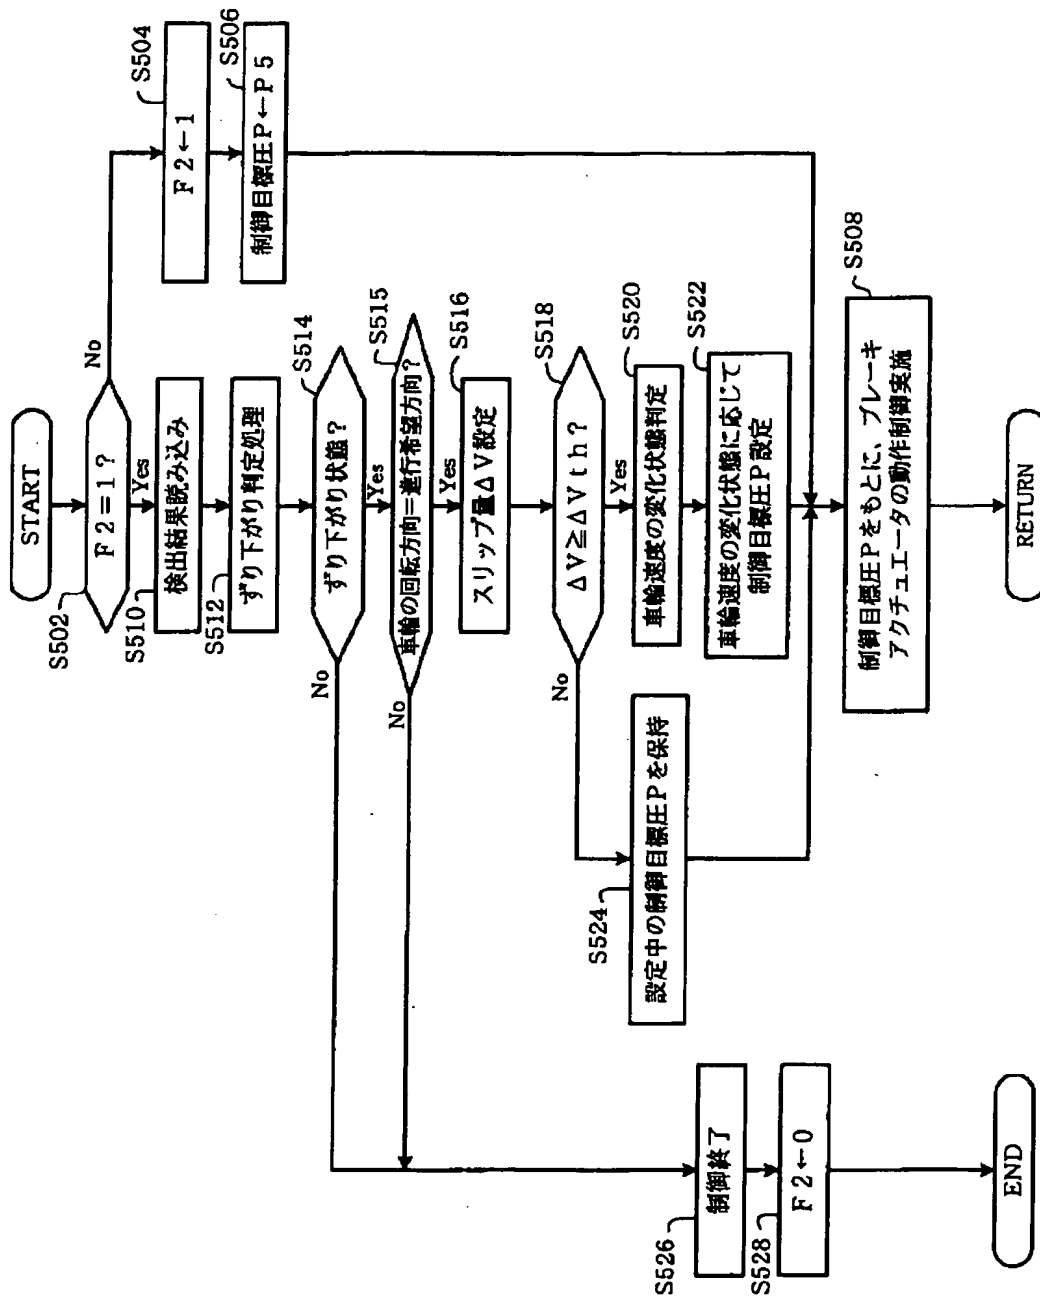 START
S502
F2=1?
No
Yes
S504
F2←1
S506
制御目標圧P←P5
S510
検出結果読み込み
S512
ずり下がり判定処理
S514
ずり下がり状態?
No
Yes
S515
車輪の回転方向=進行希望方向?
No
Yes
S516
スリップ量ΔV設定
S518
ΔV≧ΔVth?
No
Yes
S520
車輪速度の変化状態判定
S522
車輪速度の変化状態に応じて
制御目標圧P設定
S524
設定中の制御目標圧Pを保持
S508
制御目標圧Pをもとに、ブレーキ
アクチュエータの動作制御実施
RETURN
S526
制御終了
S528
F2←0
END